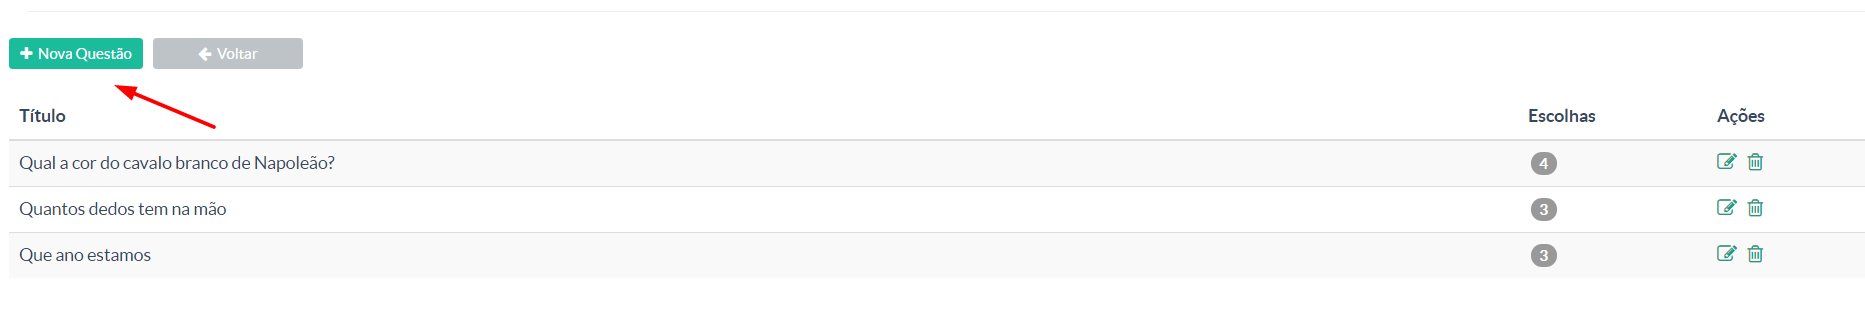 Nova Questão Voltar
Título Escolhas Ações
Qual a cor do cavalo branco de Napoleão? 4
Quantos dedos tem na mão 3
Que ano estamos 3